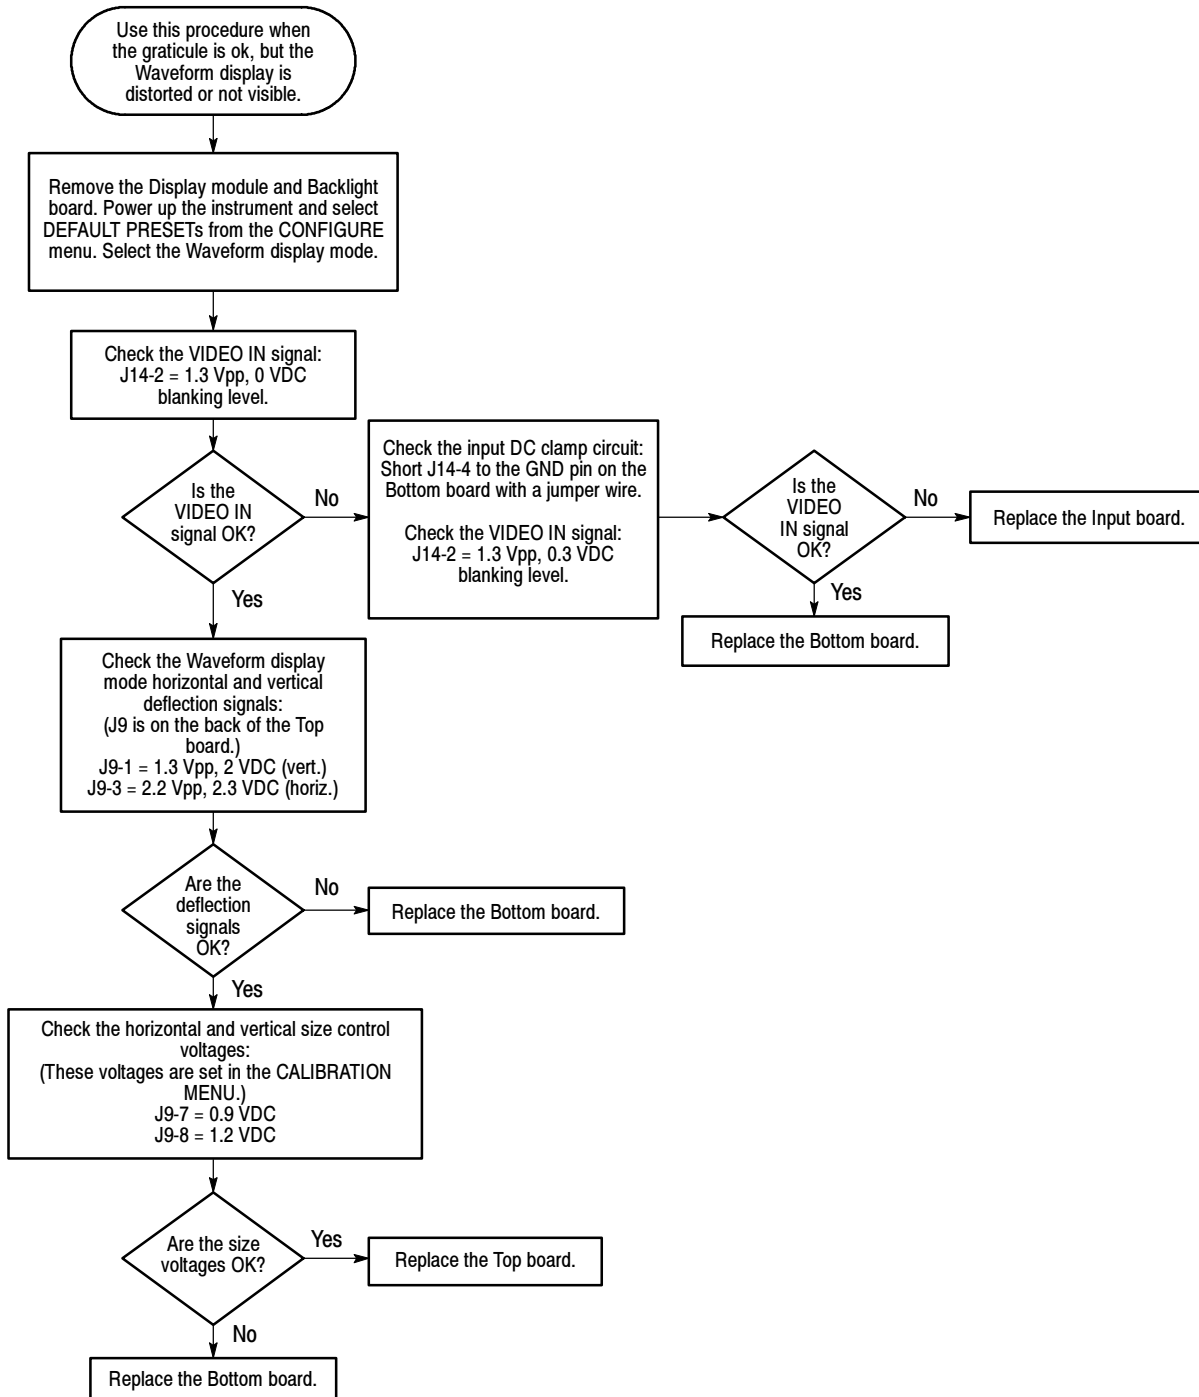 Use this procedure when
the graticule is ok, but the
Waveform display is
distorted or not visible.
Remove the Display module and Backlight
board. Power up the instrument and select
DEFAULT PRESETs from the CONFIGURE
menu. Select the Waveform display mode.
Check the VIDEO IN signal:
J14-2 = 1.3 Vpp, 0 VDC
blanking level.
Is the
VIDEO IN
signal OK?
No
Check the input DC clamp circuit:
Short J14-4 to the GND pin on the
Bottom board with a jumper wire.
Check the VIDEO IN signal:
J14-2 = 1.3 Vpp, 0.3 VDC
blanking level.
Is the
VIDEO
IN signal
OK?
No
Replace the Input board.
Yes
Replace the Bottom board.
Yes
Check the Waveform display
mode horizontal and vertical
deflection signals:
(J9 is on the back of the Top
board.)
J9-1 = 1.3 Vpp, 2 VDC (vert.)
J9-3 = 2.2 Vpp, 2.3 VDC (horiz.)
Are the
deflection
signals
OK?
No
Replace the Bottom board.
Yes
Check the horizontal and vertical size control
voltages:
(These voltages are set in the CALIBRATION
MENU.)
J9-7 = 0.9 VDC
J9-8 = 1.2 VDC
Are the size
voltages OK?
Yes
Replace the Top board.
No
Replace the Bottom board.